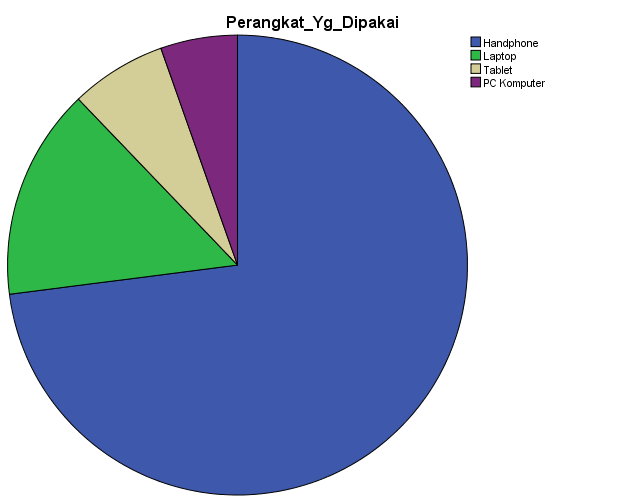 Perangkat_Yg_Dipakai
Handphone
Laptop
Tablet
PC Komputer